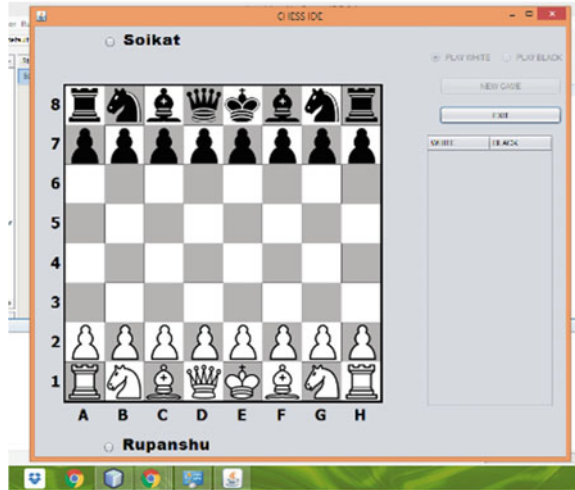 CHESS IDE
Soikat
PLAY WHITE PLAY BLACK
NEW GAME
EXIT
WHITE BLACK
8
7
6
5
4
3
2
1
A B C D E F G H
Rupanshu